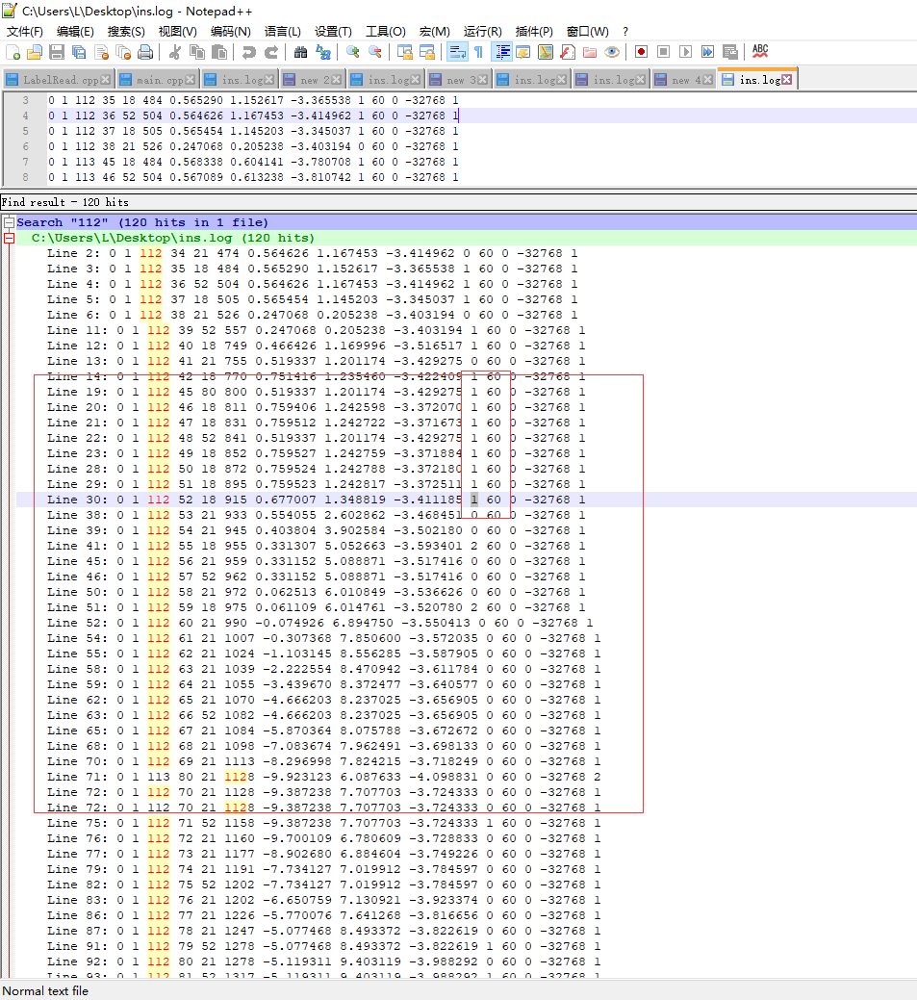 C:\Users\L\Desktop\ins.log - Notepad++
文件(F) 编辑(E) 搜索(S) 视图(V) 编码(N) 语言(L) 设置(T) 工具(O) 宏(M) 运行(R) 插件(P) 窗口(W) ?
LabelRead.cpp main.cpp ins.log new 2 ins.log new 3 ins.log ins.log new 4 ins.log
3 0 1 112 35 18 484 0.565290 1.152617 -3.365538 1 60 0 -32768 1
4 0 1 112 36 52 504 0.564626 1.167453 -3.414962 1 60 0 -32768 1
5 0 1 112 37 18 505 0.565454 1.145203 -3.345037 1 60 0 -32768 1
6 0 1 112 38 21 526 0.247068 0.205238 -3.403194 0 60 0 -32768 1
7 0 1 113 45 18 484 0.568338 0.604141 -3.780708 1 60 0 -32768 1
8 0 1 113 46 52 504 0.567089 0.613238 -3.810742 1 60 0 -32768 1
Find result - 120 hits
Search "112" (120 hits in 1 file)
C:\Users\L\Desktop\ins.log (120 hits)
Line 2: 0 1 112 34 21 474 0.564626 1.167453 -3.414962 0 60 0 -32768 1
Line 3: 0 1 112 35 18 484 0.565290 1.152617 -3.365538 1 60 0 -32768 1
Line 4: 0 1 112 36 52 504 0.564626 1.167453 -3.414962 1 60 0 -32768 1
Line 5: 0 1 112 37 18 505 0.565454 1.145203 -3.345037 1 60 0 -32768 1
Line 6: 0 1 112 38 21 526 0.247068 0.205238 -3.403194 0 60 0 -32768 1
Line 11: 0 1 112 39 52 557 0.247068 0.205238 -3.403194 1 60 0 -32768 1
Line 12: 0 1 112 40 18 749 0.466426 1.169996 -3.516517 1 60 0 -32768 1
Line 13: 0 1 112 41 21 755 0.519337 1.201174 -3.429275 0 60 0 -32768 1
Line 14: 0 1 112 42 18 770 0.751416 1.235460 -3.422409 1 60 0 -32768 1
Line 19: 0 1 112 45 80 800 0.519337 1.201174 -3.429275 1 60 0 -32768 1
Line 20: 0 1 112 46 18 811 0.759406 1.242598 -3.372070 1 60 0 -32768 1
Line 21: 0 1 112 47 18 831 0.759512 1.242722 -3.371673 1 60 0 -32768 1
Line 22: 0 1 112 48 52 841 0.519337 1.201174 -3.429275 1 60 0 -32768 1
Line 23: 0 1 112 49 18 852 0.759527 1.242759 -3.371884 1 60 0 -32768 1
Line 28: 0 1 112 50 18 872 0.759524 1.242788 -3.372180 1 60 0 -32768 1
Line 29: 0 1 112 51 18 895 0.759523 1.242817 -3.372511 1 60 0 -32768 1
Line 30: 0 1 112 52 18 915 0.677007 1.348819 -3.411185 1 60 0 -32768 1
Line 38: 0 1 112 53 21 933 0.554055 2.602862 -3.468451 0 60 0 -32768 1
Line 39: 0 1 112 54 21 945 0.403804 3.902584 -3.502180 0 60 0 -32768 1
Line 41: 0 1 112 55 18 955 0.331307 5.052663 -3.593401 2 60 0 -32768 1
Line 45: 0 1 112 56 21 959 0.331152 5.088871 -3.517416 0 60 0 -32768 1
Line 46: 0 1 112 57 52 962 0.331152 5.088871 -3.517416 0 60 0 -32768 1
Line 50: 0 1 112 58 21 972 0.062513 6.010849 -3.536626 0 60 0 -32768 1
Line 51: 0 1 112 59 18 975 0.061109 6.014761 -3.520780 2 60 0 -32768 1
Line 52: 0 1 112 60 21 990 -0.074926 6.894750 -3.550413 0 60 0 -32768 1
Line 54: 0 1 112 61 21 1007 -0.307368 7.850600 -3.572035 0 60 0 -32768 1
Line 55: 0 1 112 62 21 1024 -1.103145 8.556285 -3.587905 0 60 0 -32768 1
Line 58: 0 1 112 63 21 1039 -2.222554 8.470942 -3.611784 0 60 0 -32768 1
Line 59: 0 1 112 64 21 1055 -3.439670 8.372477 -3.640577 0 60 0 -32768 1
Line 62: 0 1 112 65 21 1070 -4.666203 8.237025 -3.656905 0 60 0 -32768 1
Line 63: 0 1 112 66 52 1082 -4.666203 8.237025 -3.656905 0 60 0 -32768 1
Line 65: 0 1 112 67 21 1084 -5.870364 8.075788 -3.672672 0 60 0 -32768 1
Line 68: 0 1 112 68 21 1098 -7.083674 7.962491 -3.698133 0 60 0 -32768 1
Line 70: 0 1 112 69 21 1113 -8.296998 7.824215 -3.718249 0 60 0 -32768 1
Line 71: 0 1 113 80 21 1128 -9.923123 6.087633 -4.098831 0 60 0 -32768 2
Line 72: 0 1 112 70 21 1128 -9.387238 7.707703 -3.724333 0 60 0 -32768 1
Line 72: 0 1 112 70 21 1128 -9.387238 7.707703 -3.724333 0 60 0 -32768 1
Line 75: 0 1 112 71 52 1158 -9.387238 7.707703 -3.724333 1 60 0 -32768 1
Line 76: 0 1 112 72 21 1160 -9.700109 6.780609 -3.728833 0 60 0 -32768 1
Line 77: 0 1 112 73 21 1177 -8.902680 6.884604 -3.749226 0 60 0 -32768 1
Line 79: 0 1 112 74 21 1191 -7.734127 7.019912 -3.784597 0 60 0 -32768 1
Line 82: 0 1 112 75 52 1202 -7.734127 7.019912 -3.784597 0 60 0 -32768 1
Line 83: 0 1 112 76 21 1202 -6.650759 7.130921 -3.923374 0 60 0 -32768 1
Line 86: 0 1 112 77 21 1226 -5.770076 7.641268 -3.816656 0 60 0 -32768 1
Line 87: 0 1 112 78 21 1247 -5.077468 8.493372 -3.822619 0 60 0 -32768 1
Line 91: 0 1 112 79 52 1278 -5.077468 8.493372 -3.822619 1 60 0 -32768 1
Line 92: 0 1 112 80 21 1278 -5.119311 9.403119 -3.988292 0 60 0 -32768 1
Line 93: 0 1 112 81 52 1317 -5.119311 9.403119 -3.988292 1 60 0 -32768 1
Normal text file